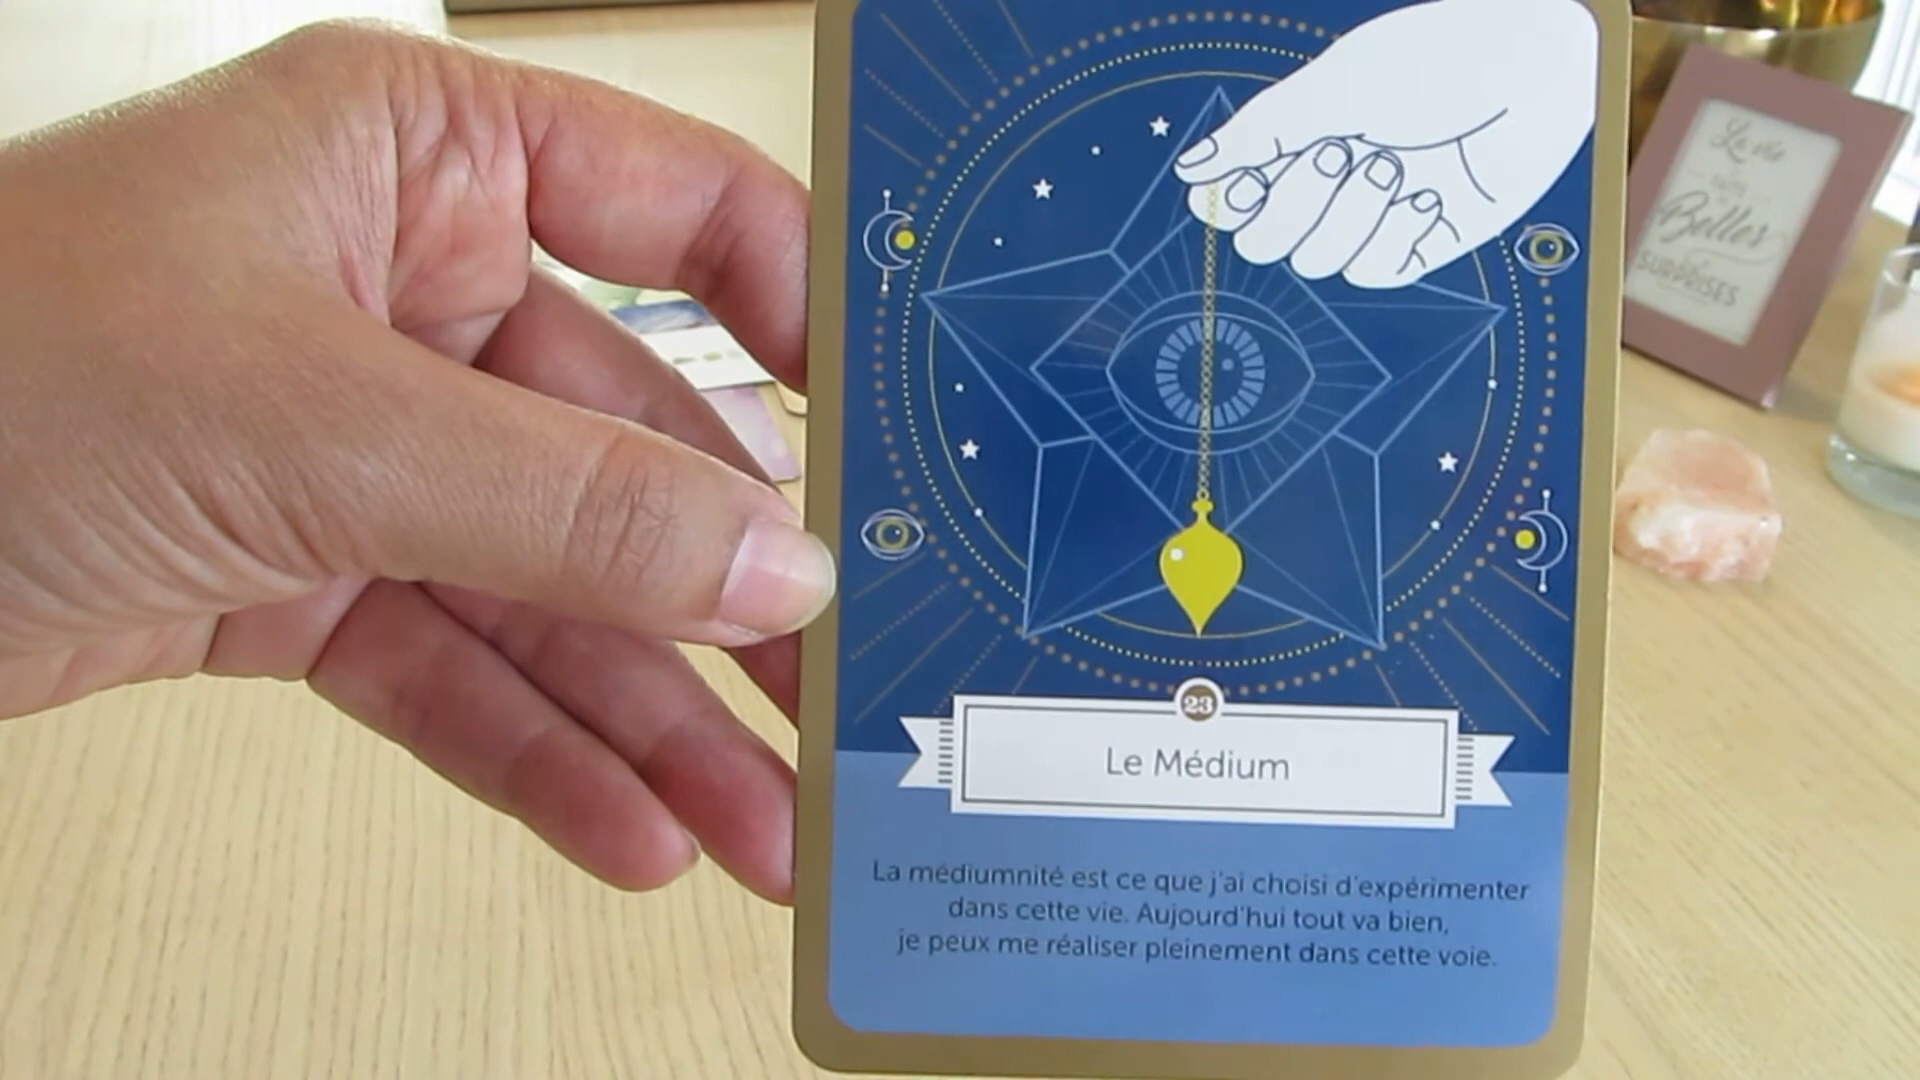 23
Le Médium
La médiumnité est ce que j'ai choisi d'expérimenter
dans cette vie. Aujourd'hui tout va bien,
je peux me réaliser pleinement dans cette voie.
La vie
Belles
SURPRISES